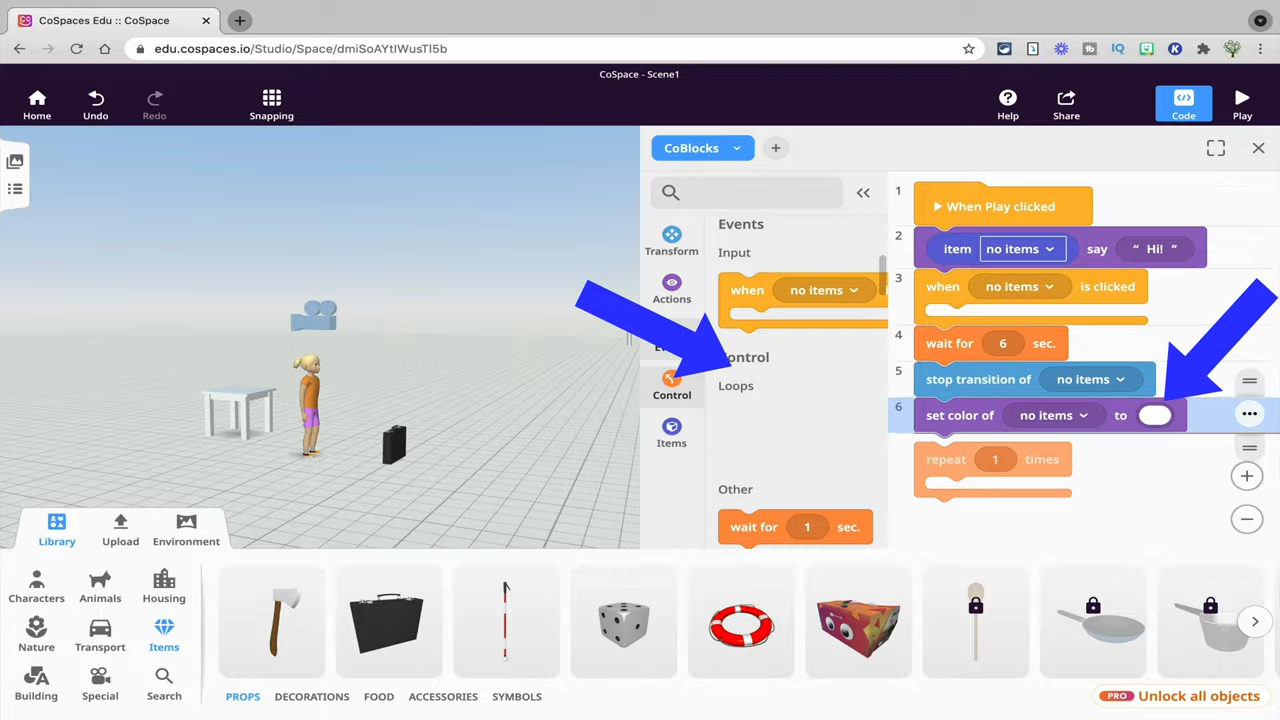 CoSpaces Edu :: CoSpace
edu.cospaces.io/Studio/Space/dmiSoAYtIWusTl5b
CoSpace - Scene1
Home
Undo
Redo
Snapping
Help
Share
Code
Play
CoBlocks
Transform
Actions
Control
Items
Events
Input
when no items
Loops
Other
wait for 1 sec.
1 When Play clicked
2 item no items say “ Hi! “
3 when no items is clicked
4 wait for 6 sec.
5 stop transition of no items
6 set color of no items to
repeat 1 times
Library
Upload
Environment
Characters
Animals
Housing
Nature
Transport
Items
Building
Special
Search
PROPS
DECORATIONS
FOOD
ACCESSORIES
SYMBOLS
PRO Unlock all objects